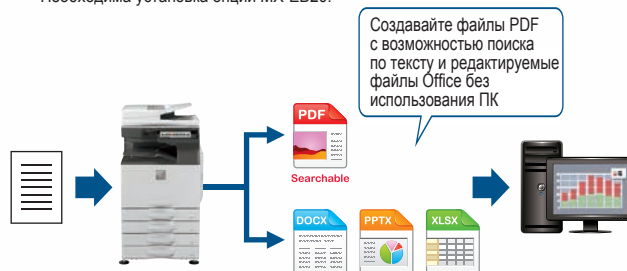 Необходима установка опции MX-EB20.
Создавайте файлы PDF
с возможностью поиска
по тексту и редактируемые
файлы Office без
использования ПК
PDF
Searchable
DOCX
PPTX
XLSX